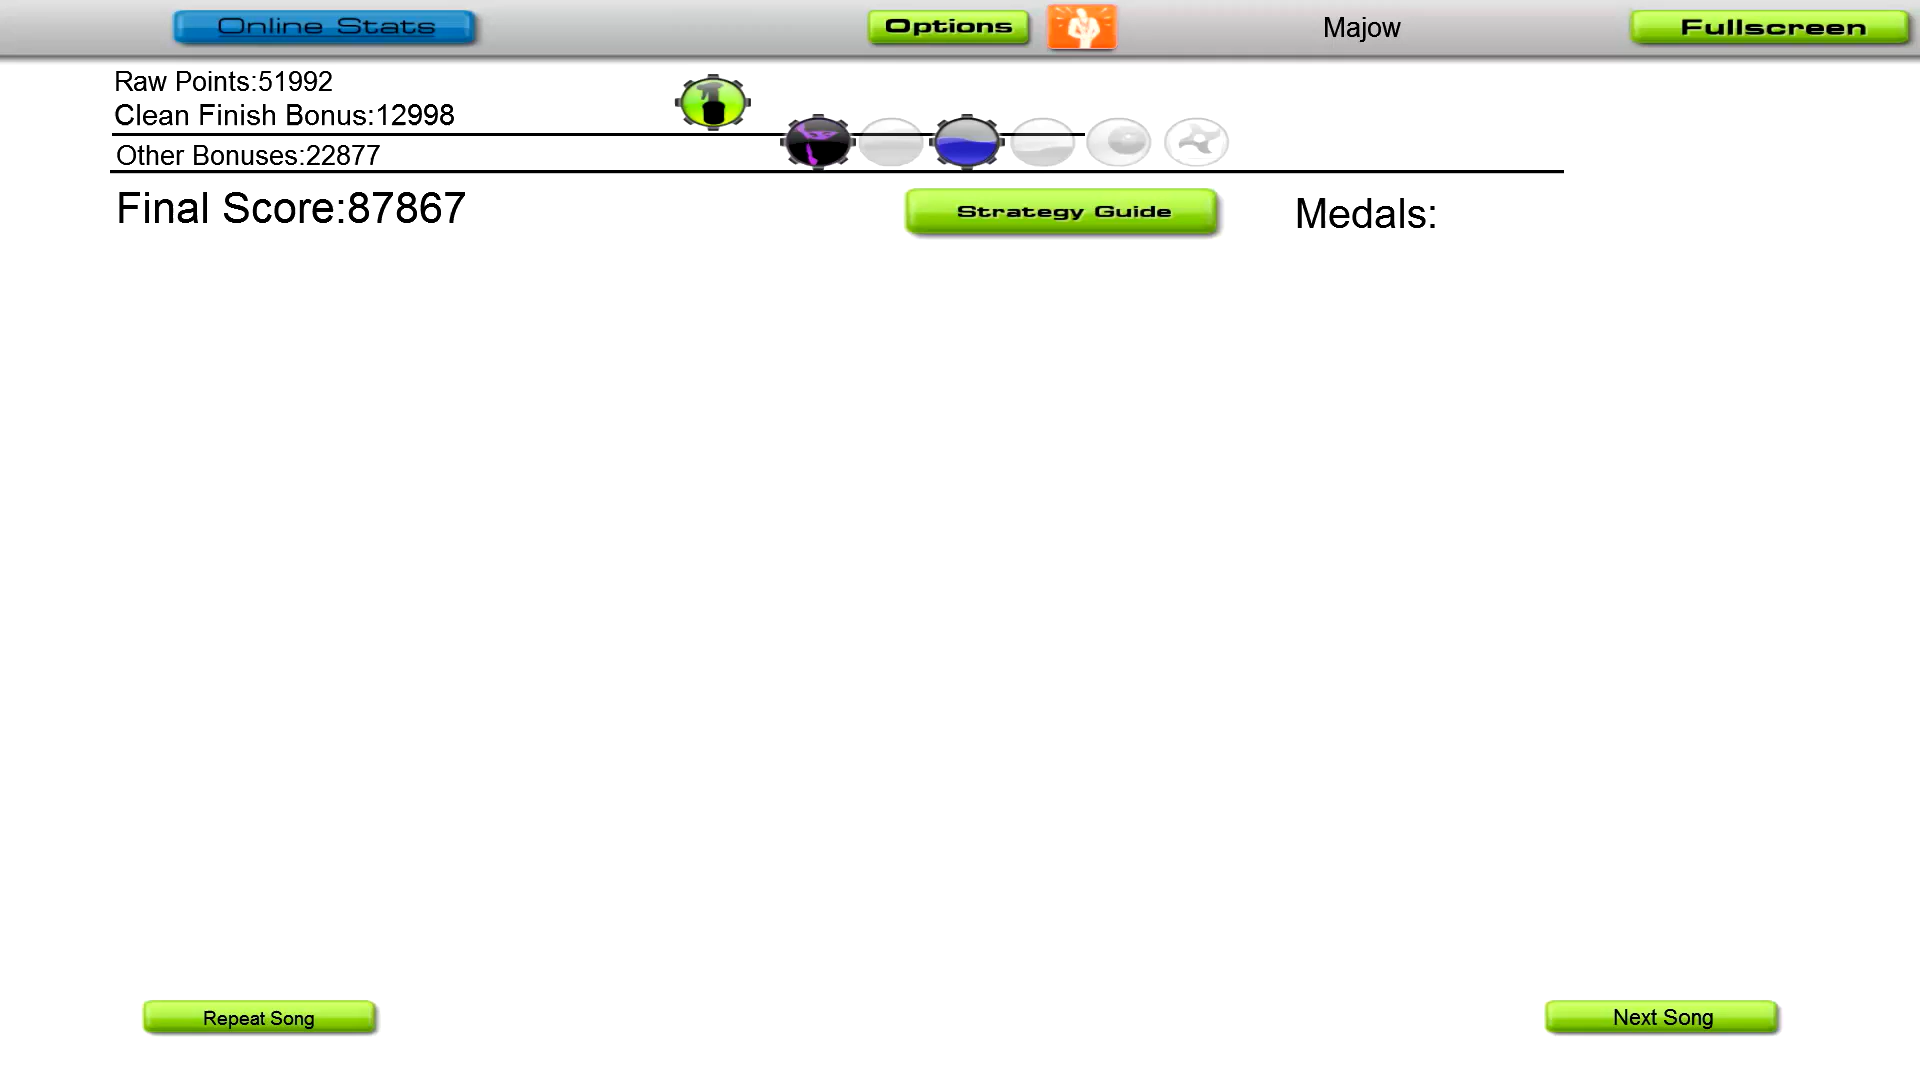 Online Stats
Options
Majow
Fullscreen
Raw Points:51992
Clean Finish Bonus:12998
Other Bonuses:22877
Final Score:87867
Strategy Guide
Medals:
Repeat Song
Next Song